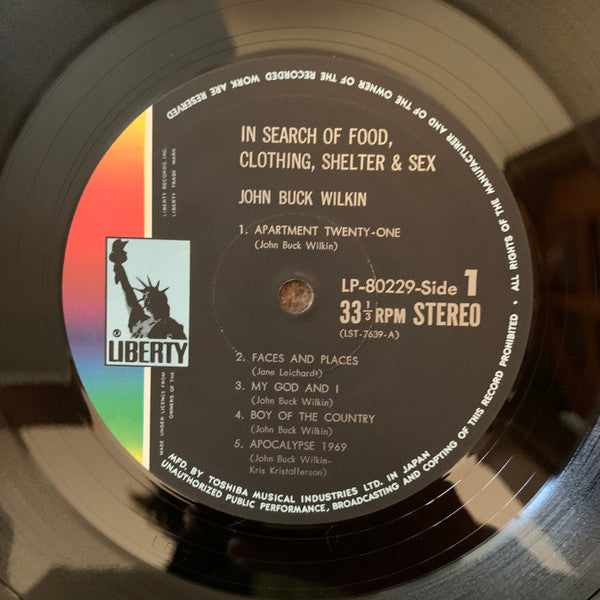 IN SEARCH OF FOOD,
CLOTHING, SHELTER & SEX
JOHN BUCK WILKIN
1. APARTMENT TWENTY-ONE
(John Buck Wilkin)
LP-80229-Side 1
33 1/3 RPM STEREO
(LST-7639-A)
2. FACES AND PLACES
(Jane Leichardt)
3. MY GOD AND I
(John Buck Wilkin)
4. BOY OF THE COUNTRY
(John Buck Wilkin)
5. APOCALYPSE 1969
(John Buck Wilkin-
Kris Kristofferson)
® LIBERTY
LIBERTY RECORDS INC.
LIBERTY TRADE MARK
MADE UNDER LICENCE FROM
OWNERS OF THE
MFD. BY TOSHIBA MUSICAL INDUSTRIES LTD. IN JAPAN
ALL RIGHTS OF THE MANUFACTURER AND OF THE OWNER OF THE RECORDED WORK ARE RESERVED
UNAUTHORIZED PUBLIC PERFORMANCE, BROADCASTING AND COPYING OF THIS RECORD PROHIBITED •